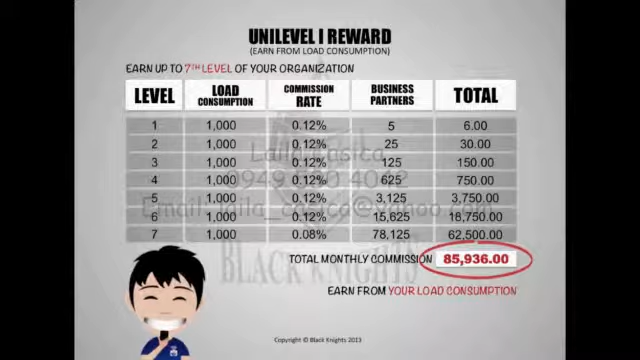 UNILEVEL I REWARD
(EARN FROM LOAD CONSUMPTION)
EARN UP TO 7TH LEVEL OF YOUR ORGANIZATION
LEVEL LOAD CONSUMPTION COMMISSION RATE BUSINESS PARTNERS TOTAL
1 1,000 0.12% 5 6.00
2 1,000 0.12% 25 30.00
3 1,000 0.12% 125 150.00
4 1,000 0.12% 625 750.00
5 1,000 0.12% 3,125 3,750.00
6 1,000 0.12% 15,625 18,750.00
7 1,000 0.08% 78,125 62,500.00
TOTAL MONTHLY COMMISSION 85,936.00
BLACK KNIGHTS
EARN FROM YOUR LOAD CONSUMPTION
Copyright © Black Knights 2013